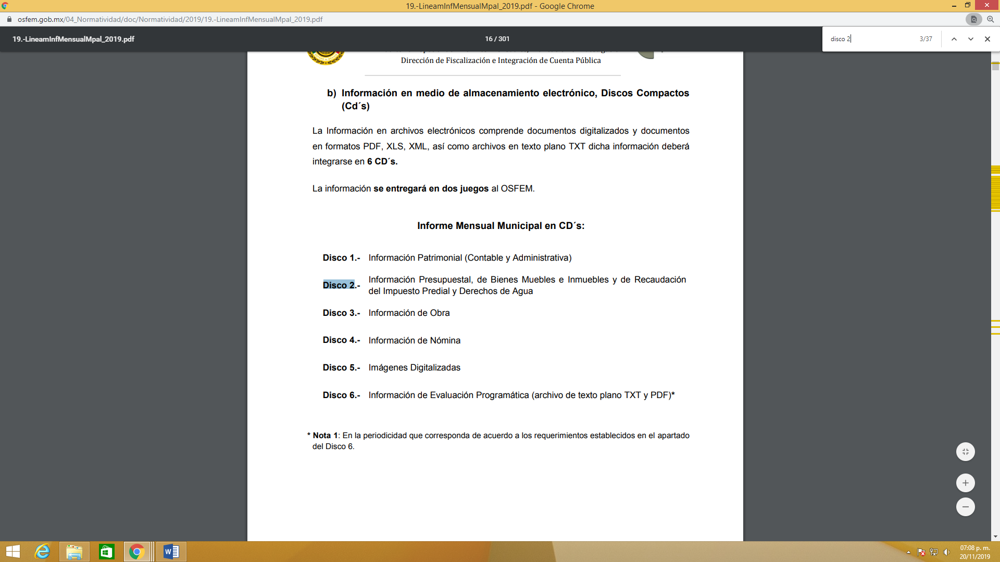 19.-LineamInfMensualMpal_2019.pdf - Google Chrome
osfem.gob.mx/04_Normatividad/doc/Normatividad/2019/19.-LineamInfMensualMpal_2019.pdf
19.-LineamInfMensualMpal_2019.pdf
16 / 301
disco 2
3/37
Dirección de Fiscalización e Integración de Cuenta Pública
b) Información en medio de almacenamiento electrónico, Discos Compactos
(Cd´s)
La Información en archivos electrónicos comprende documentos digitalizados y documentos
en formatos PDF, XLS, XML, así como archivos en texto plano TXT dicha información deberá
integrarse en 6 CD´s.
La información se entregará en dos juegos al OSFEM.
Informe Mensual Municipal en CD´s:
Disco 1.- Información Patrimonial (Contable y Administrativa)
Disco 2.- Información Presupuestal, de Bienes Muebles e Inmuebles y de Recaudación
del Impuesto Predial y Derechos de Agua
Disco 3.- Información de Obra
Disco 4.- Información de Nómina
Disco 5.- Imágenes Digitalizadas
Disco 6.- Información de Evaluación Programática (archivo de texto plano TXT y PDF)*
* Nota 1: En la periodicidad que corresponda de acuerdo a los requerimientos establecidos en el apartado
del Disco 6.
07:08 p. m.
20/11/2019